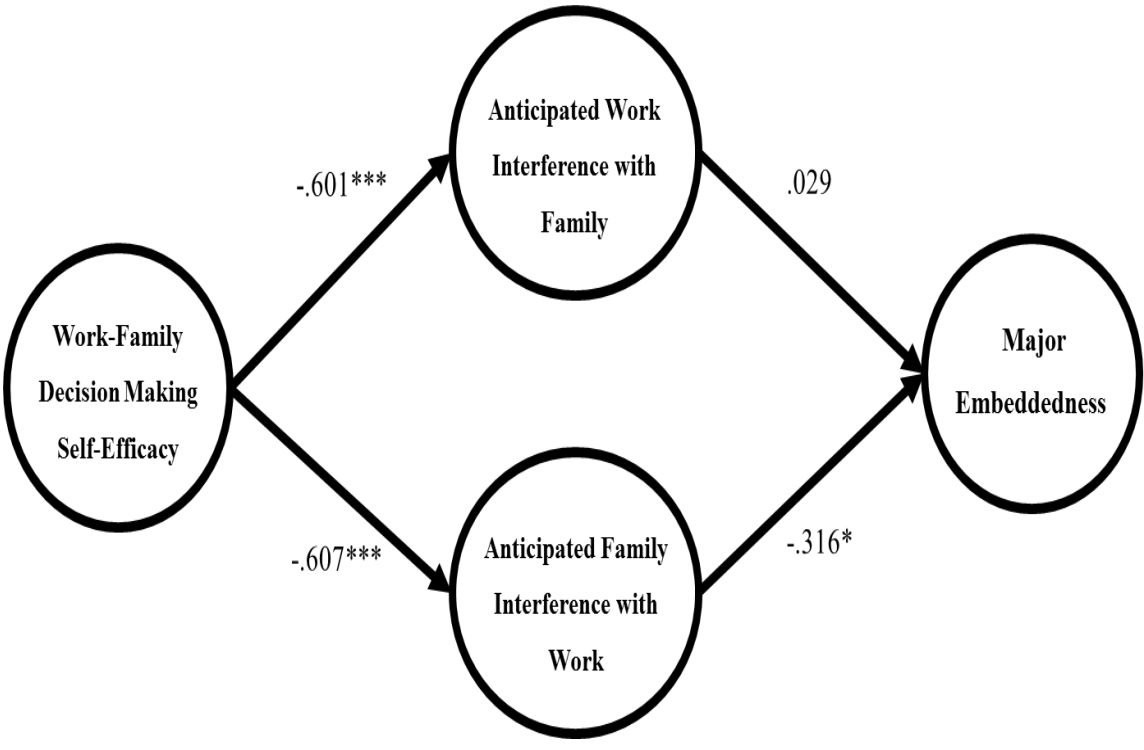 Anticipated Work
Interference with
Family
-.601***
.029
Work-Family
Decision Making
Self-Efficacy
Major
Embeddedness
-.607***
-.316*
Anticipated Family
Interference with
Work